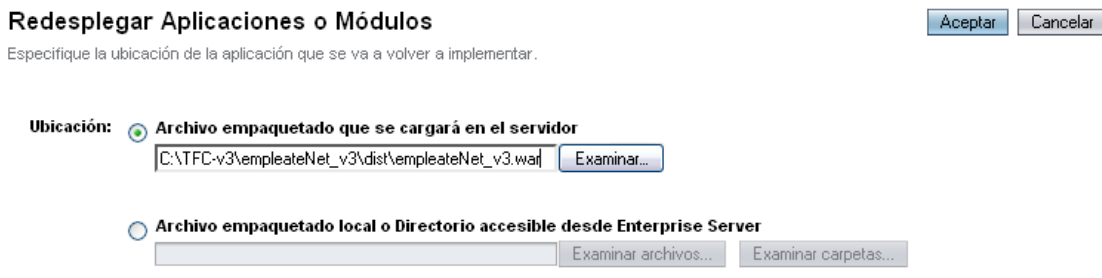 Redesplegar Aplicaciones o Módulos
Aceptar Cancelar
Especifique la ubicación de la aplicación que se va a volver a implementar.
Ubicación: Archivo empaquetado que se cargará en el servidor
C:\TFC-v3\empleateNet_v3\dist\empleateNet_v3.war Examinar...
Archivo empaquetado local o Directorio accesible desde Enterprise Server
Examinar archivos... Examinar carpetas...